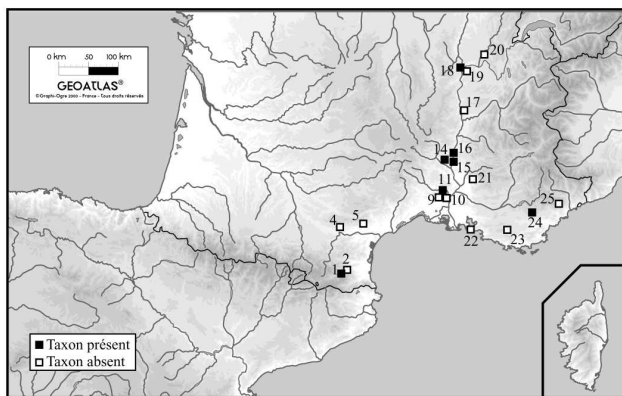 0 km 50 100 km
GEOATLAS®
©Graphi-Ogre 2000 - France - Tous droits réservés
20
18 19
17
14 16
15
11 21
9 10 25
4 5 24
22 23
1 2
Taxon présent
Taxon absent